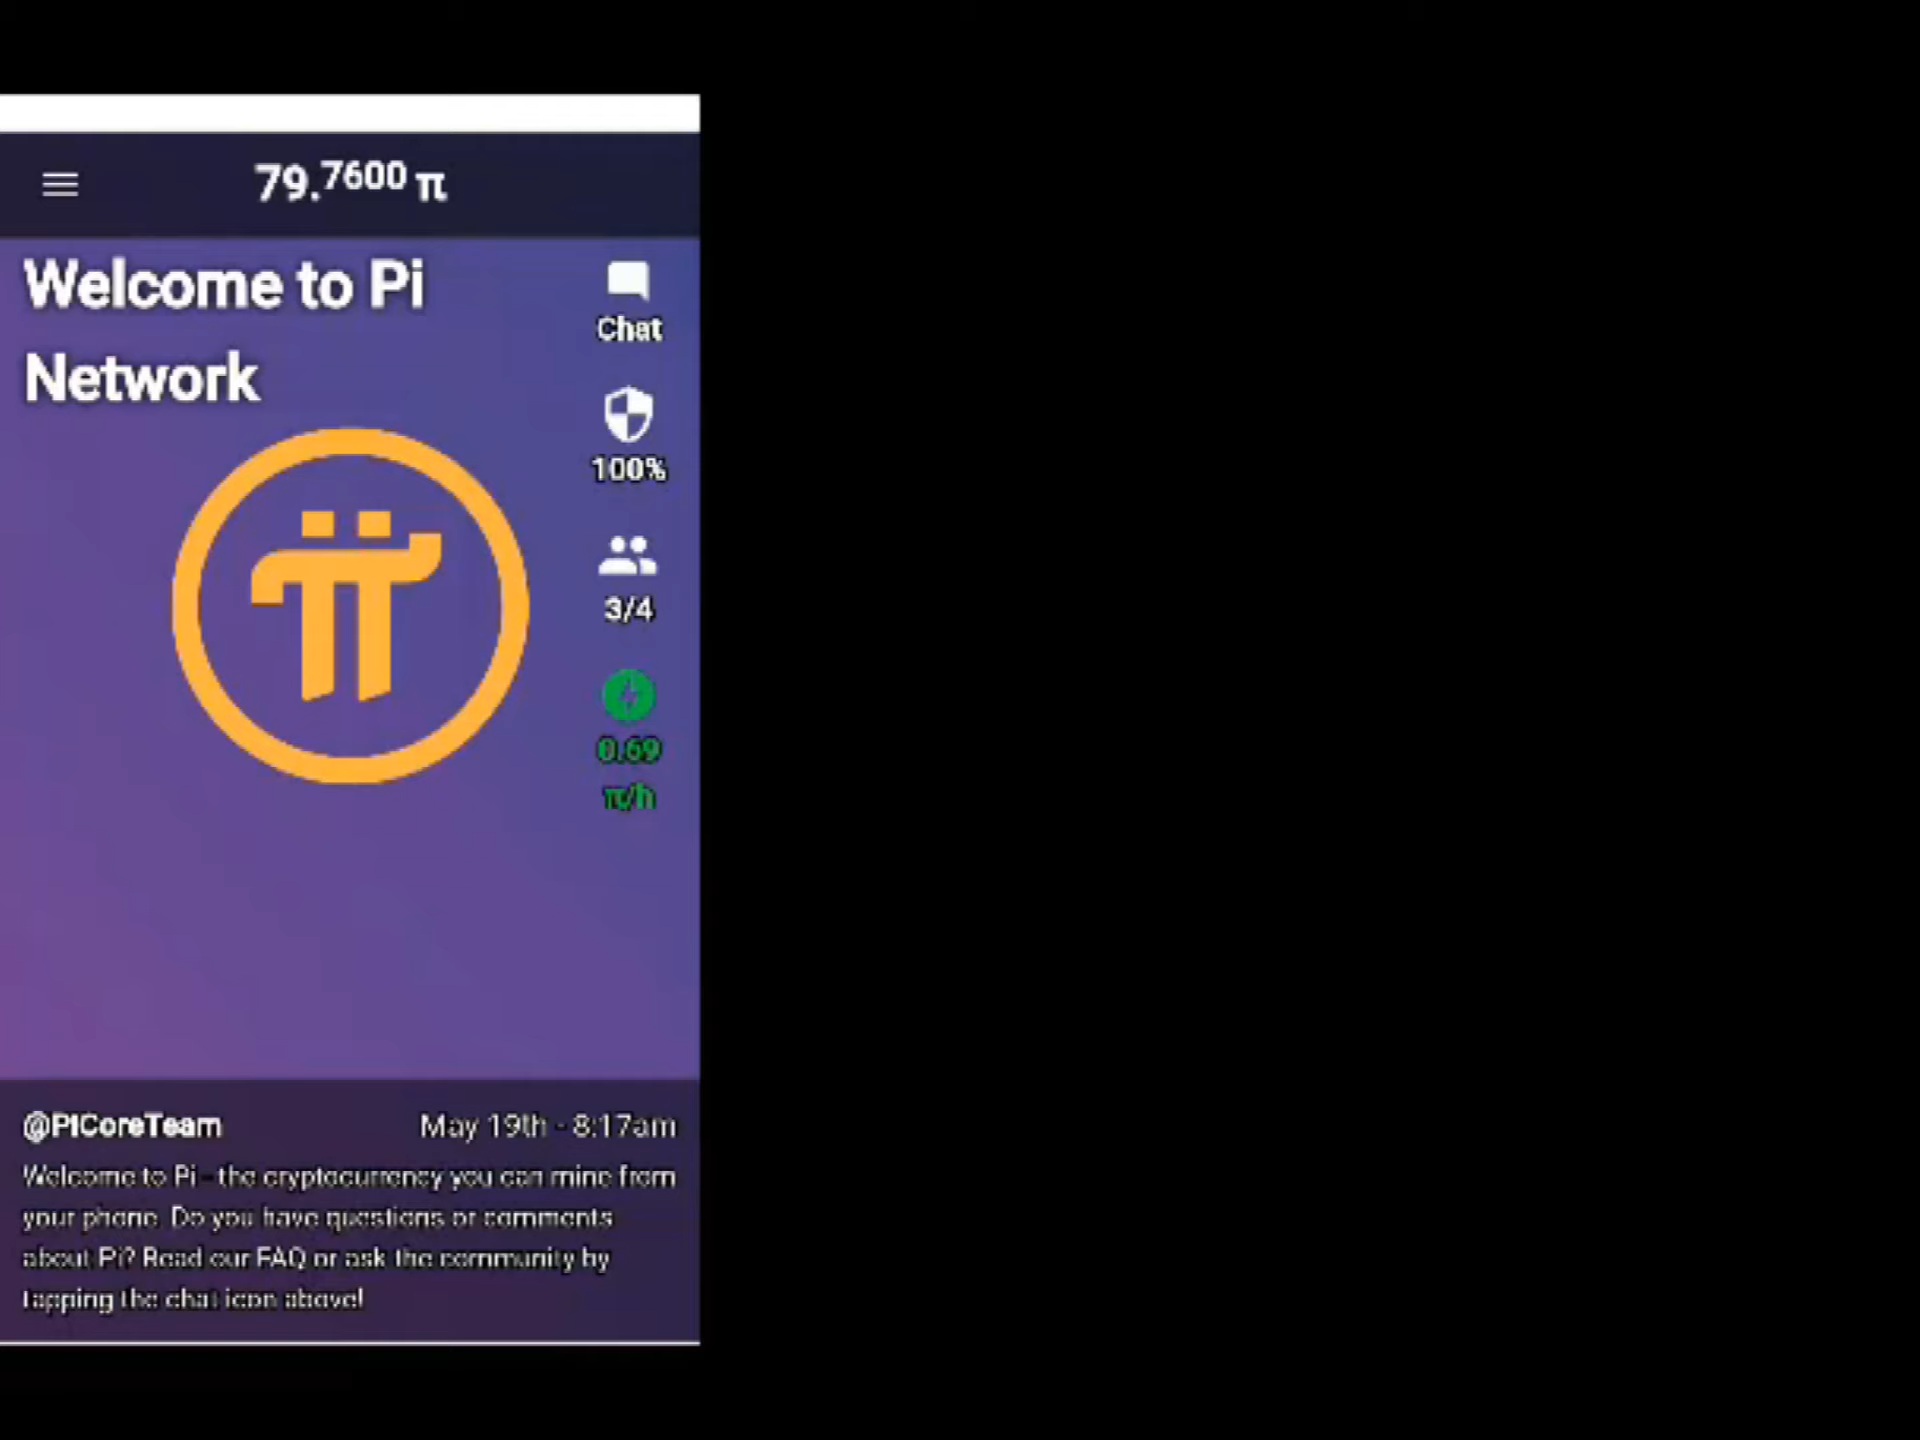 79.7600 π
Welcome to Pi
Network
Chat
100%
3/4
0.69
π/h
@PiCoreTeam
May 19th - 8:17am
Welcome to Pi - the cryptocurrency you can mine from
your phone. Do you have questions or comments
about Pi? Read our FAQ or ask the community by
tapping the chat icon above!